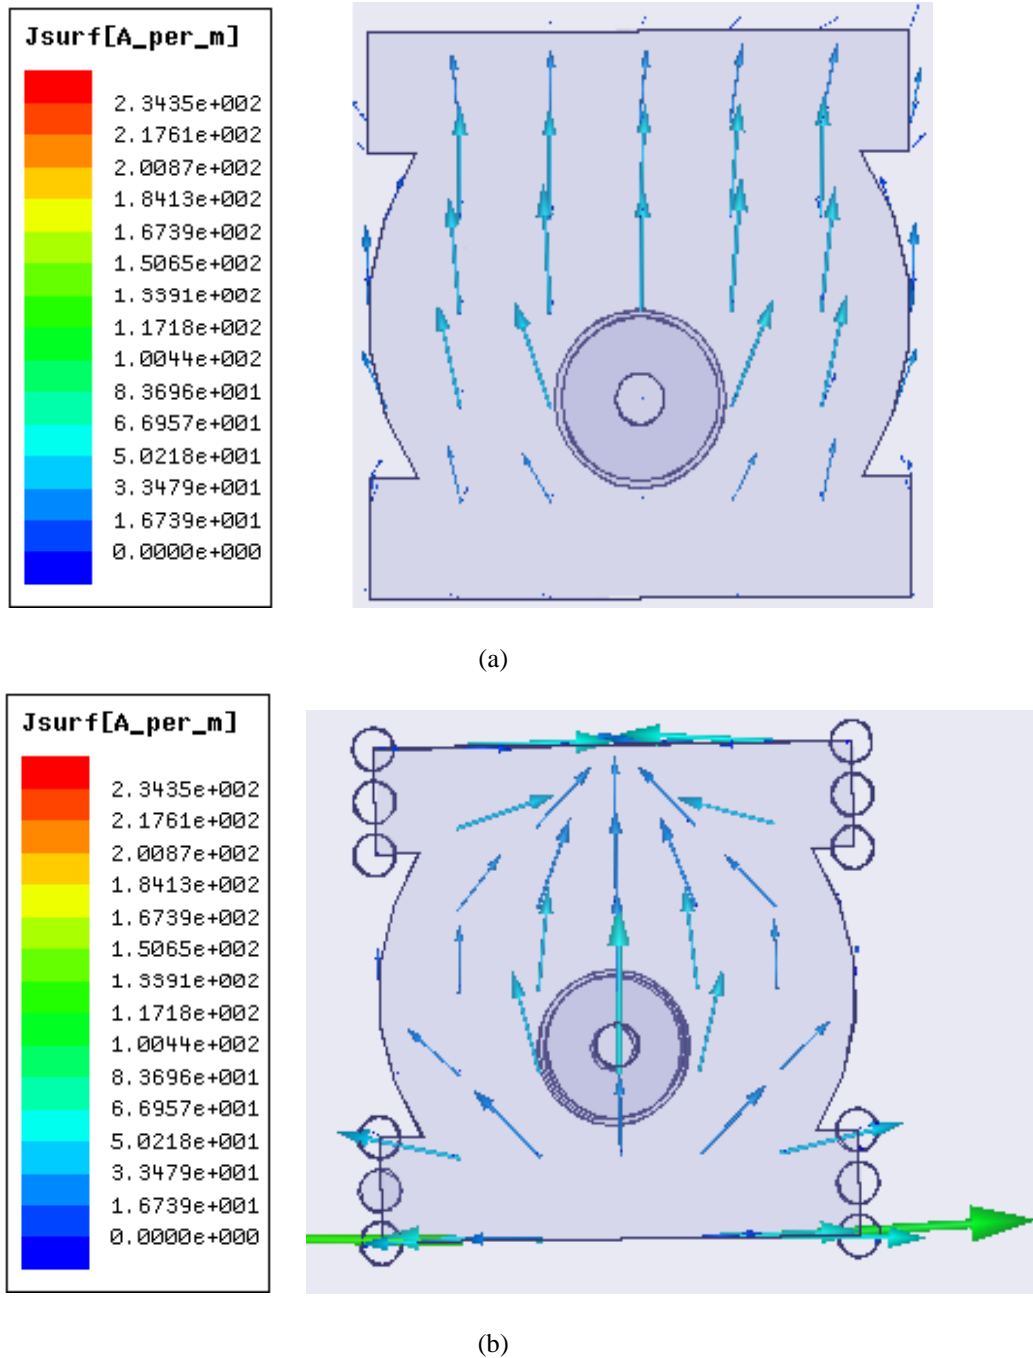 Jsurf[A_per_m]
2.3435e+002
2.1761e+002
2.0087e+002
1.8413e+002
1.6739e+002
1.5065e+002
1.3391e+002
1.1718e+002
1.0044e+002
8.3696e+001
6.6957e+001
5.0218e+001
3.3479e+001
1.6739e+001
0.0000e+000
(a)
Jsurf[A_per_m]
2.3435e+002
2.1761e+002
2.0087e+002
1.8413e+002
1.6739e+002
1.5065e+002
1.3391e+002
1.1718e+002
1.0044e+002
8.3696e+001
6.6957e+001
5.0218e+001
3.3479e+001
1.6739e+001
0.0000e+000
(b)